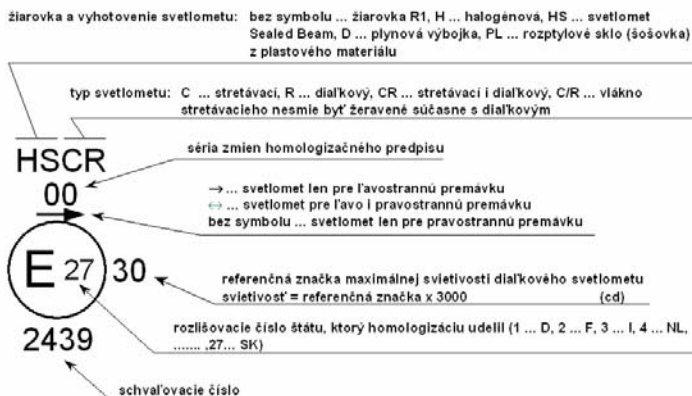 žiarovka a vyhotovenie svetlometu: bez symbolu ... žiarovka R1, H ... halogénová, HS ... svetlomet
Sealed Beam, D ... plynová výbojka, PL ... rozptylové sklo (šošovka)
z plastového materiálu
typ svetlometu: C ... stretávací, R ... diaľkový, CR ... stretávací i diaľkový, C/R ... vlákno
stretávacieho nesmie byť žeravené súčasne s diaľkovým
HSCR
séria zmien homologizačného predpisu
00
→ ... svetlomet len pre ľavostrannú premávku
↔ ... svetlomet pre ľavo i pravostrannú premávku
bez symbolu ... svetlomet len pre pravostrannú premávku
E 27 30
referenčná značka maximálnej svietivosti diaľkového svetlometu
svietivosť = referenčná značka x 3000 (cd)
rozlišovacie číslo štátu, ktorý homologizáciu udelil (1 ... D, 2 ... F, 3 ... I, 4 ... NL,
....... ,27... SK)
2439
schvaľovacie číslo